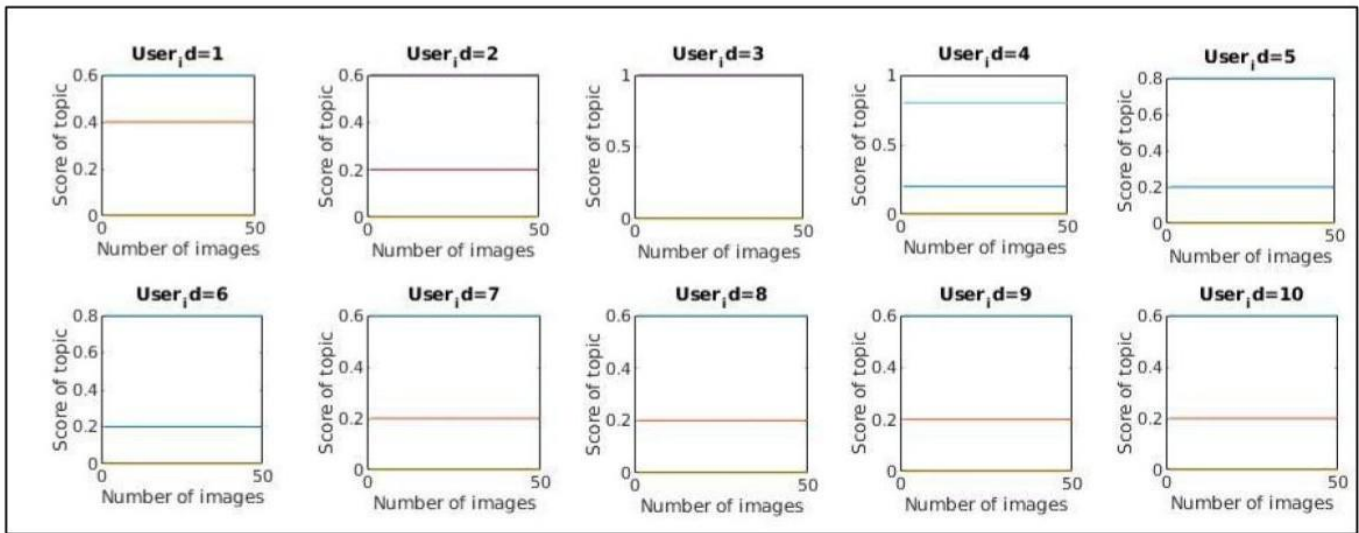 User_id=1
0.6
0.4
0.2
0
0
50
Score of topic
Number of images
User_id=2
0.6
0.4
0.2
0
0
50
Score of topic
Number of images
User_id=3
1
0.5
0
0
50
Score of topic
Number of images
User_id=4
1
0.5
0
0
50
Score of topic
Number of imgaes
User_id=5
0.8
0.6
0.4
0.2
0
0
50
Score of topic
Number of images
User_id=6
0.8
0.6
0.4
0.2
0
0
50
Score of topic
Number of images
User_id=7
0.6
0.4
0.2
0
0
50
Score of topic
Number of images
User_id=8
0.6
0.4
0.2
0
0
50
Score of topic
Number of images
User_id=9
0.6
0.4
0.2
0
0
50
Score of topic
Number of images
User_id=10
0.6
0.4
0.2
0
0
50
Score of topic
Number of images